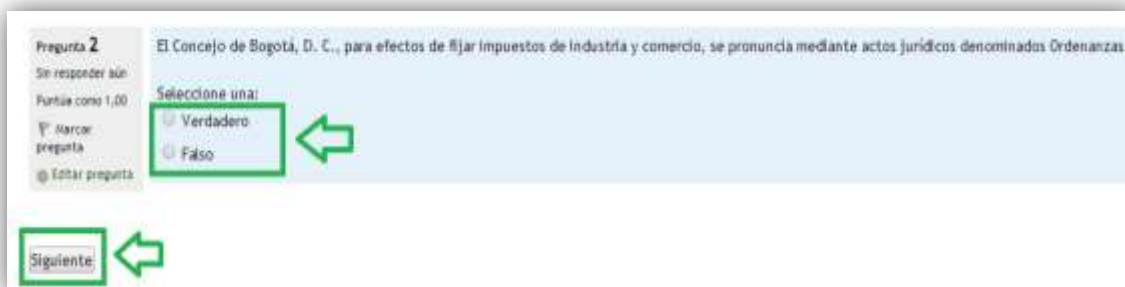 Pregunta 2
Sin responder aún
Puntúa como 1,00
Marcar
pregunta
Editar pregunta
El Concejo de Bogotá, D. C., para efectos de fijar impuestos de industria y comercio, se pronuncia mediante actos jurídicos denominados Ordenanzas
Seleccione una:
Verdadero
Falso
Siguiente